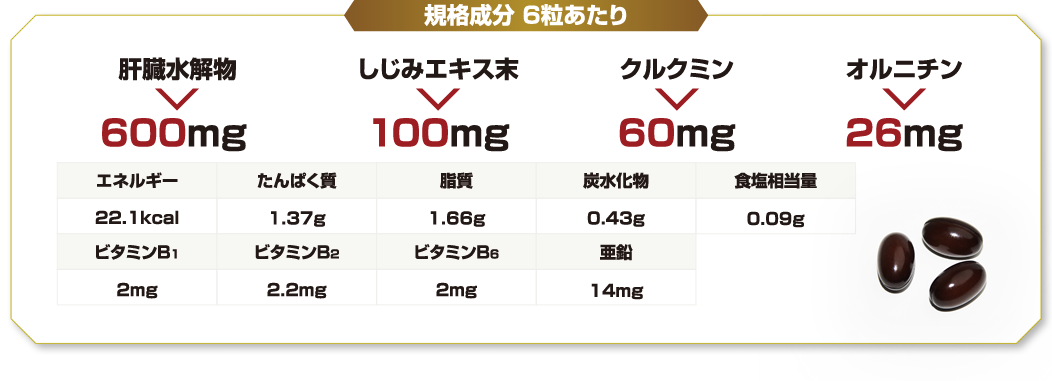 規格成分 6粒あたり
肝臓水解物 しじみエキス末 クルクミン オルニチン
600mg 100mg 60mg 26mg
エネルギー たんぱく質 脂質 炭水化物 食塩相当量
22.1kcal 1.37g 1.66g 0.43g 0.09g
ビタミンB1 ビタミンB2 ビタミンB6 亜鉛
2mg 2.2mg 2mg 14mg